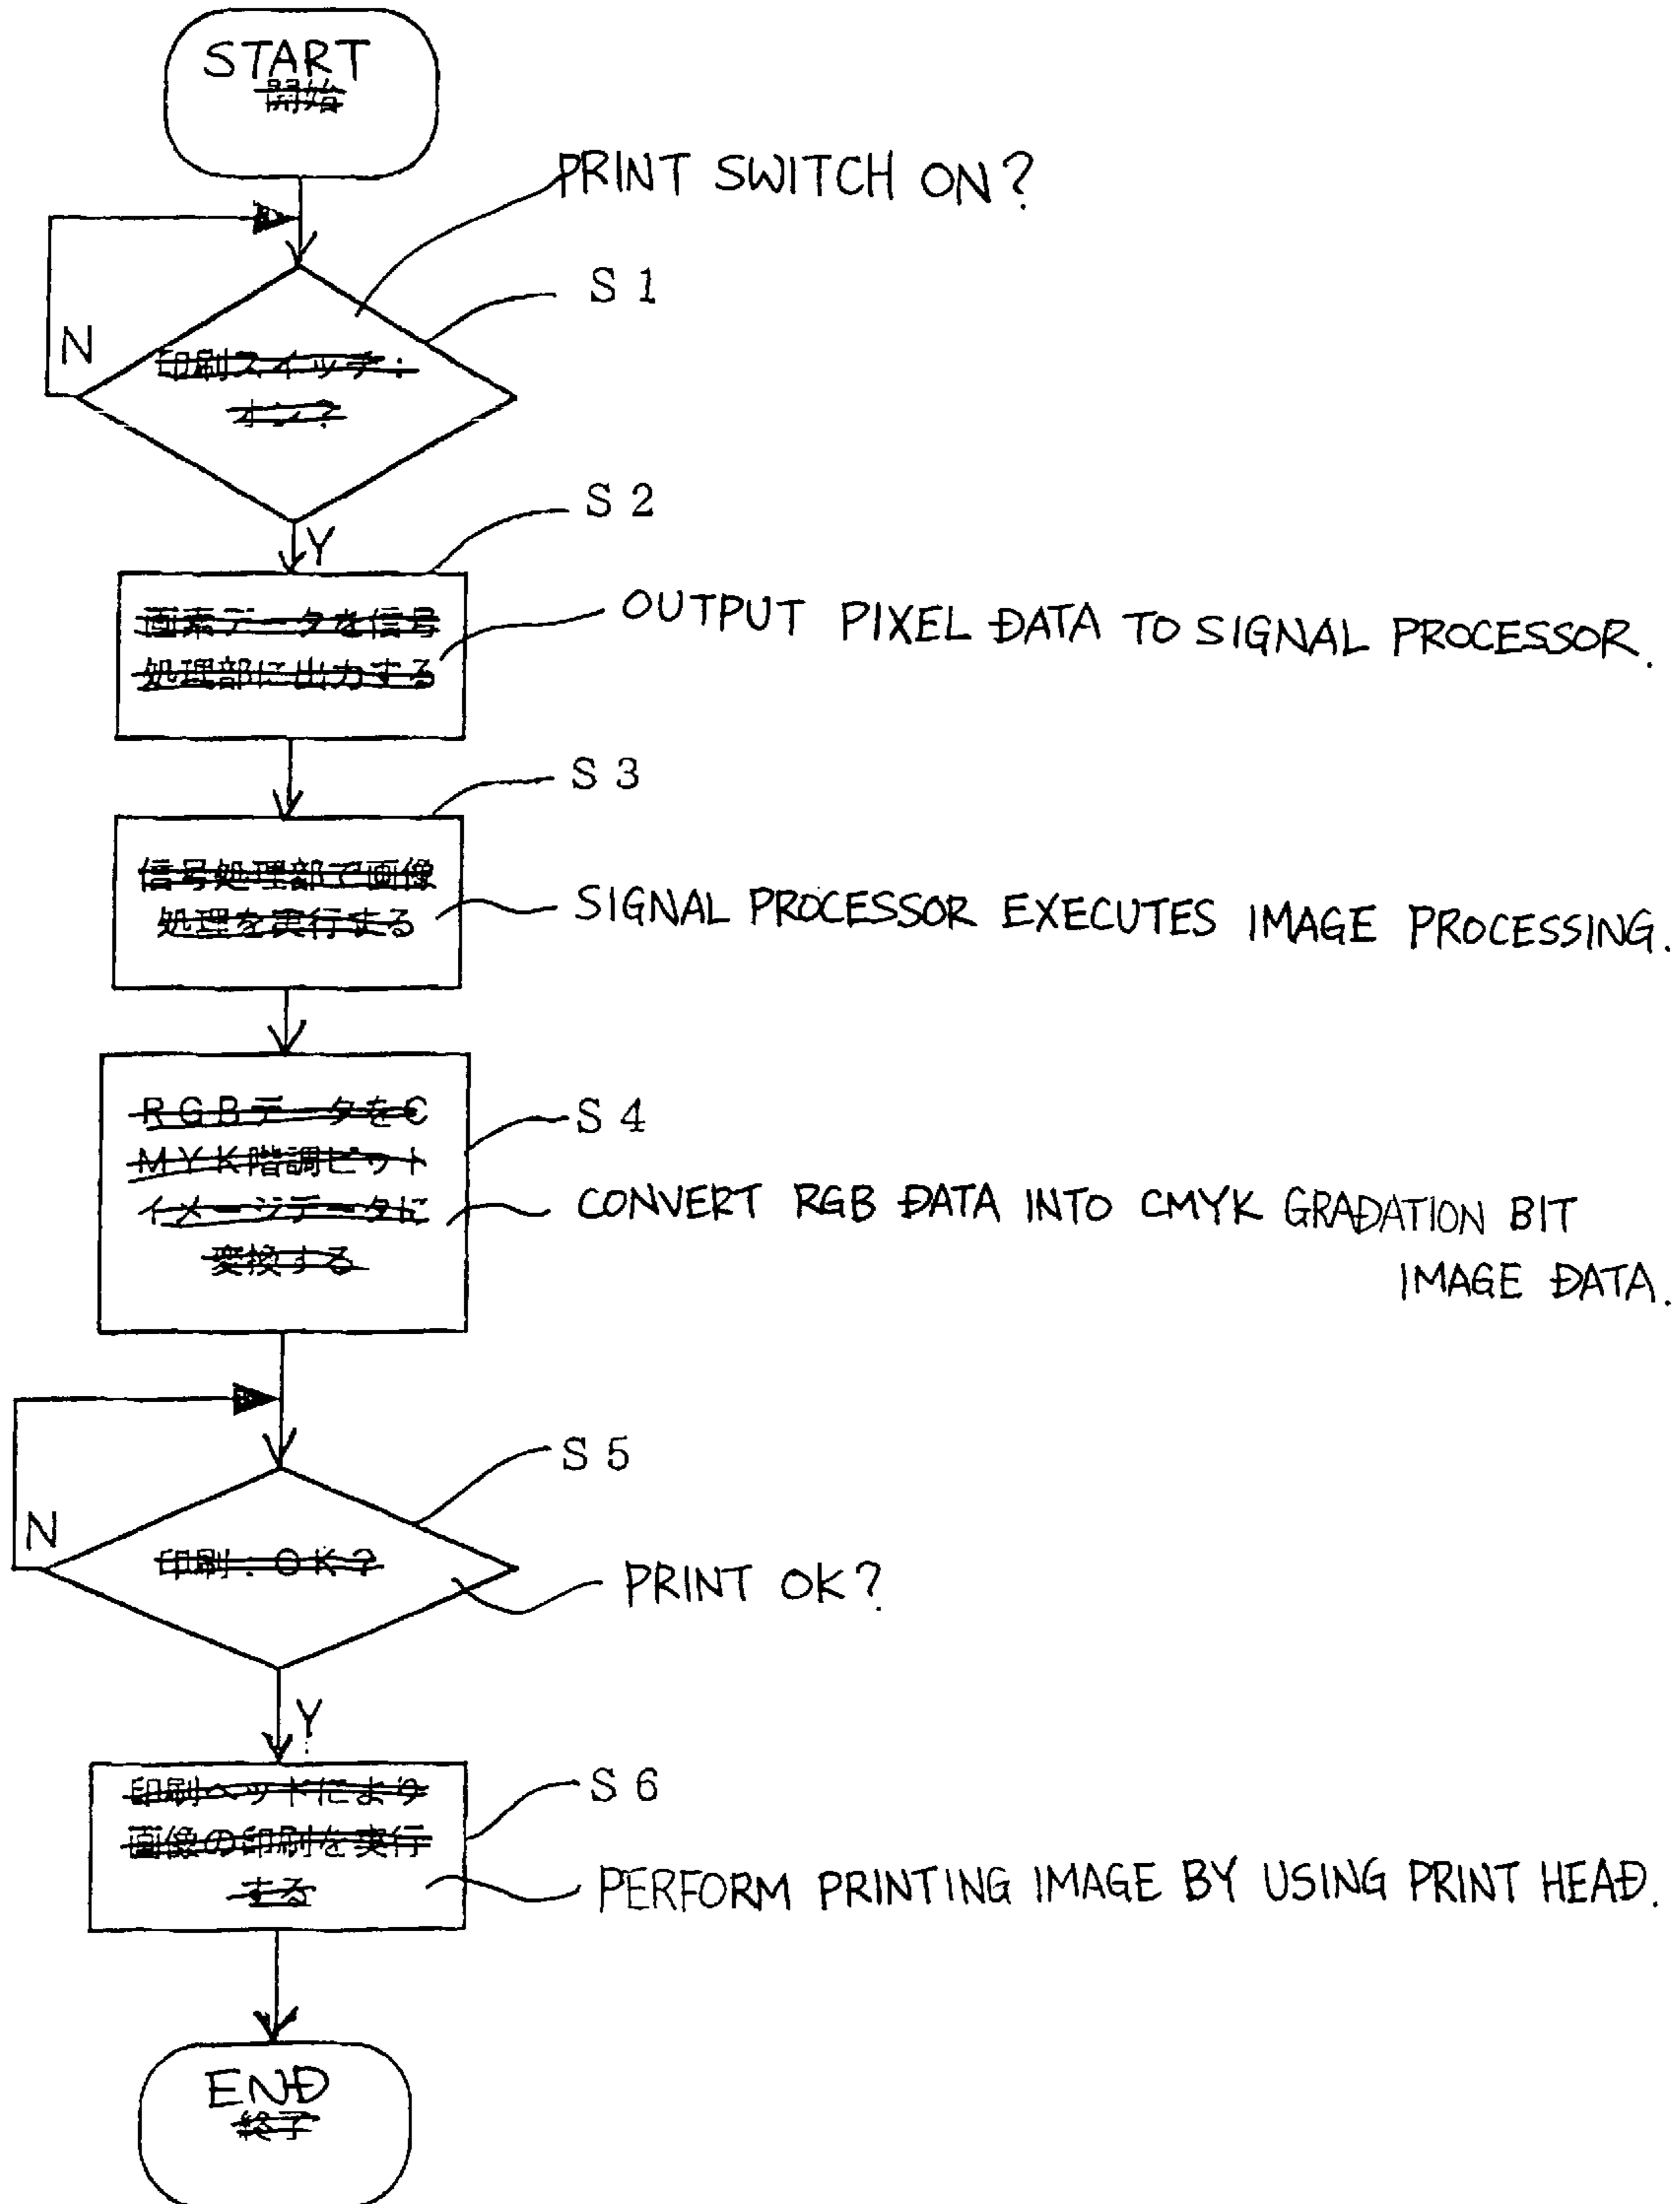 START
開始
PRINT SWITCH ON?
S1
N
印刷スイッチ:
オン?
Y
S2
画素データを信号
処理部に出力する
OUTPUT PIXEL DATA TO SIGNAL PROCESSOR.
S3
信号処理部で画像
処理を実行する
SIGNAL PROCESSOR EXECUTES IMAGE PROCESSING.
S4
RGBデータをC
MYK階調ビット
イメージデータに
変換する
CONVERT RGB DATA INTO CMYK GRADATION BIT
IMAGE DATA.
S5
N
印刷:OK?
PRINT OK?
Y
S6
印刷ヘッドにより
画像の印刷を実行
する
PERFORM PRINTING IMAGE BY USING PRINT HEAD.
END
終了